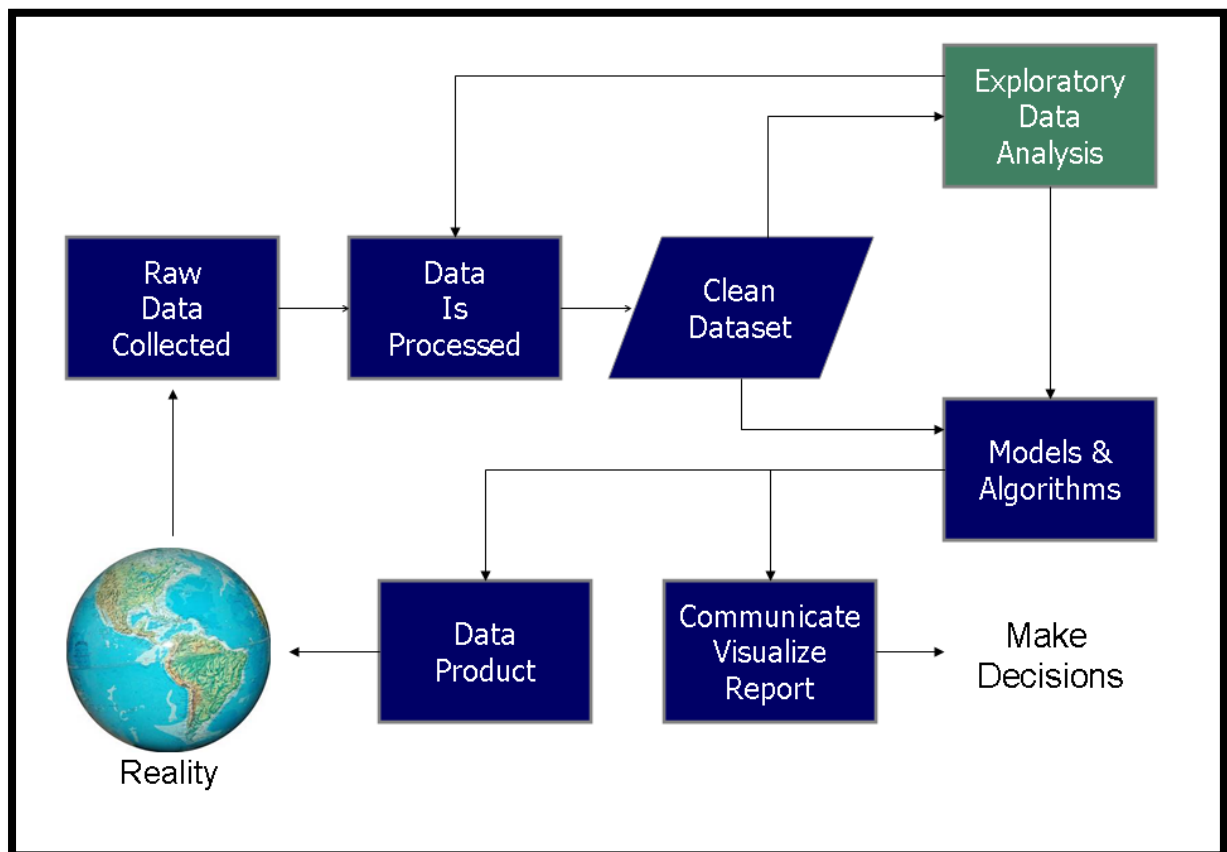 Exploratory
Data
Analysis
Raw
Data
Collected
Data
Is
Processed
Clean
Dataset
Models &
Algorithms
Data
Product
Communicate
Visualize
Report
Make
Decisions
Reality